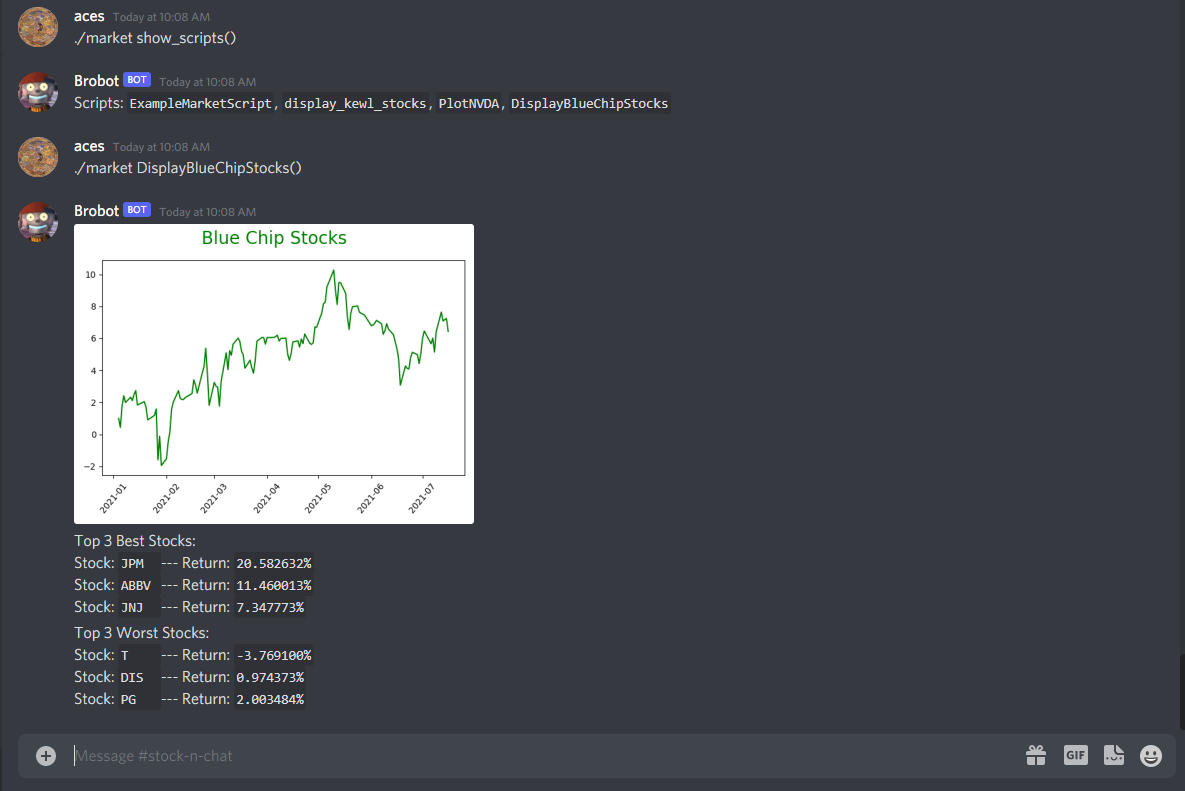 aces Today at 10:08 AM
./market show_scripts()
Brobot BOT Today at 10:08 AM
Scripts: ExampleMarketScript, display_kewl_stocks, PlotNVDA, DisplayBlueChipStocks
aces Today at 10:08 AM
./market DisplayBlueChipStocks()
Brobot BOT Today at 10:08 AM
Blue Chip Stocks
10
8
6
4
2
0
−2
2021-01 2021-02 2021-03 2021-04 2021-05 2021-06 2021-07
Top 3 Best Stocks:
Stock: JPM --- Return: 20.582632%
Stock: ABBV --- Return: 11.460013%
Stock: JNJ --- Return: 7.347773%
Top 3 Worst Stocks:
Stock: T --- Return: -3.769100%
Stock: DIS --- Return: 0.974373%
Stock: PG --- Return: 2.003484%
Message #stock-n-chat GIF